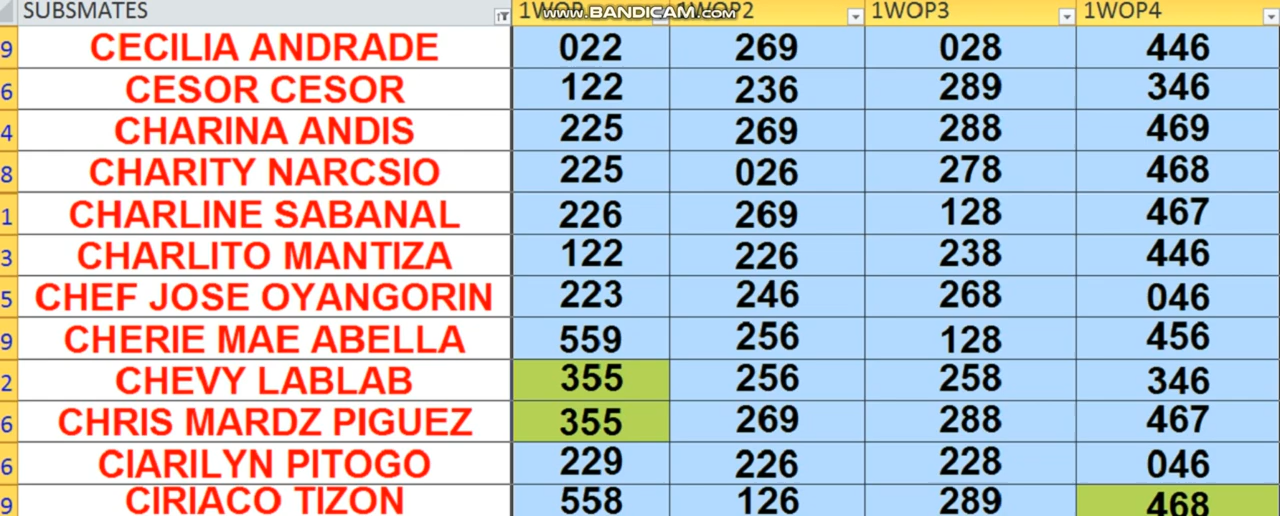 SUBSMATES 1WOP www.BANDICAM.com 2WOP2 1WOP3 1WOP4
9 CECILIA ANDRADE 022 269 028 446
6 CESOR CESOR 122 236 289 346
4 CHARINA ANDIS 225 269 288 469
8 CHARITY NARCSIO 225 026 278 468
1 CHARLINE SABANAL 226 269 128 467
3 CHARLITO MANTIZA 122 226 238 446
5 CHEF JOSE OYANGORIN 223 246 268 046
9 CHERIE MAE ABELLA 559 256 128 456
2 CHEVY LABLAB 355 256 258 346
6 CHRIS MARDZ PIGUEZ 355 269 288 467
6 CIARILYN PITOGO 229 226 228 046
9 CIRIACO TIZON 558 126 289 468